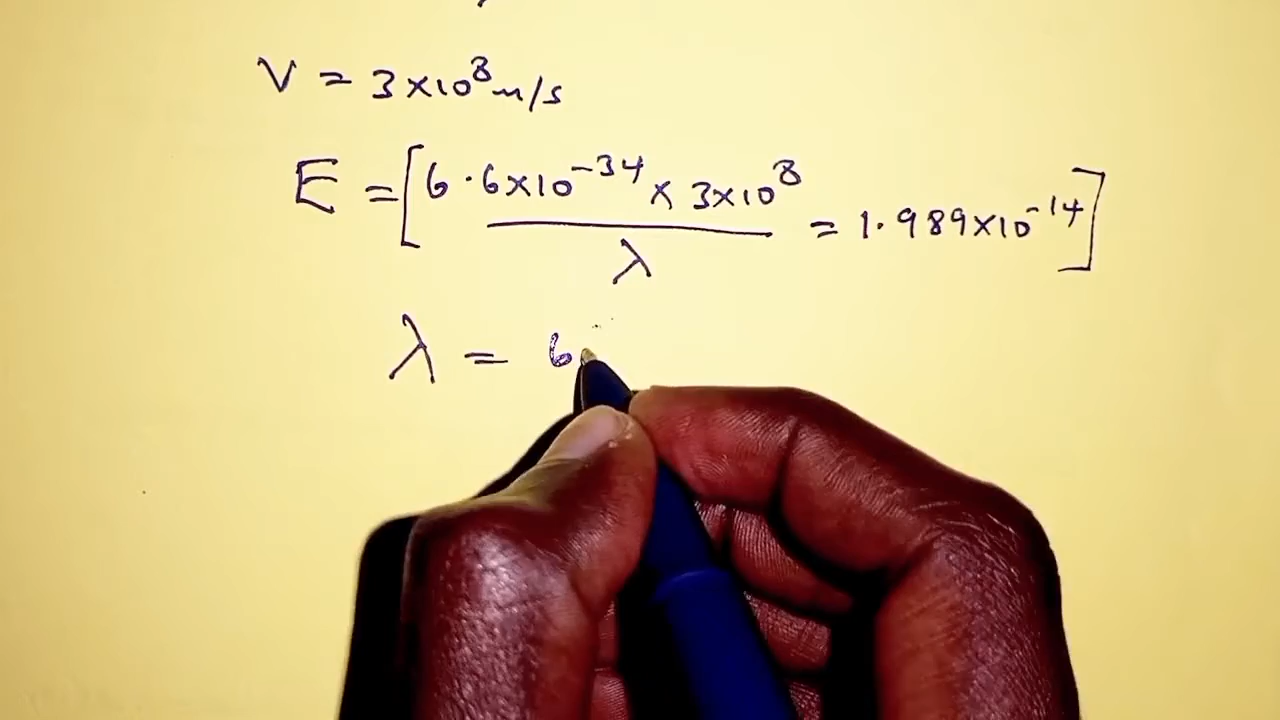 V = 3×10⁸ m/s
E = [6.6×10⁻³⁴ × 3×10⁸ / λ = 1.989×10⁻¹⁴]
λ = 6